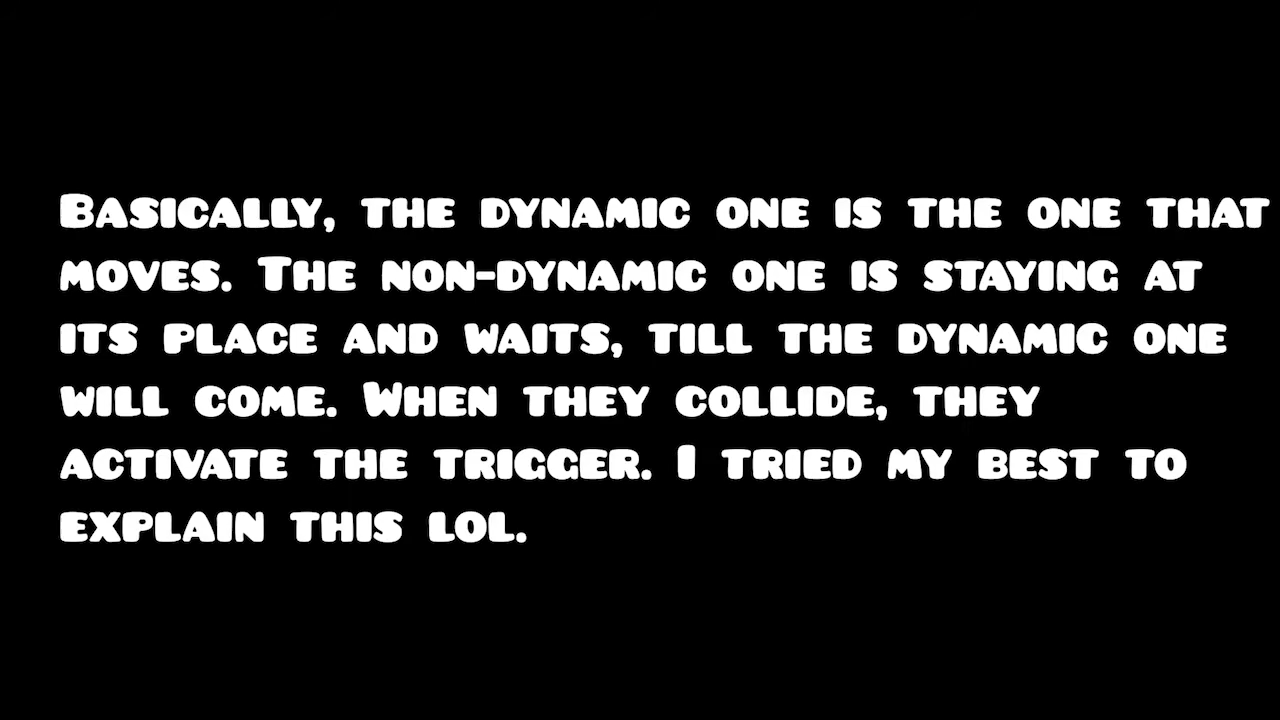 Basically, the dynamic one is the one that
moves. The non-dynamic one is staying at
its place and waits, till the dynamic one
will come. When they collide, they
activate the trigger. I tried my best to
explain this lol.